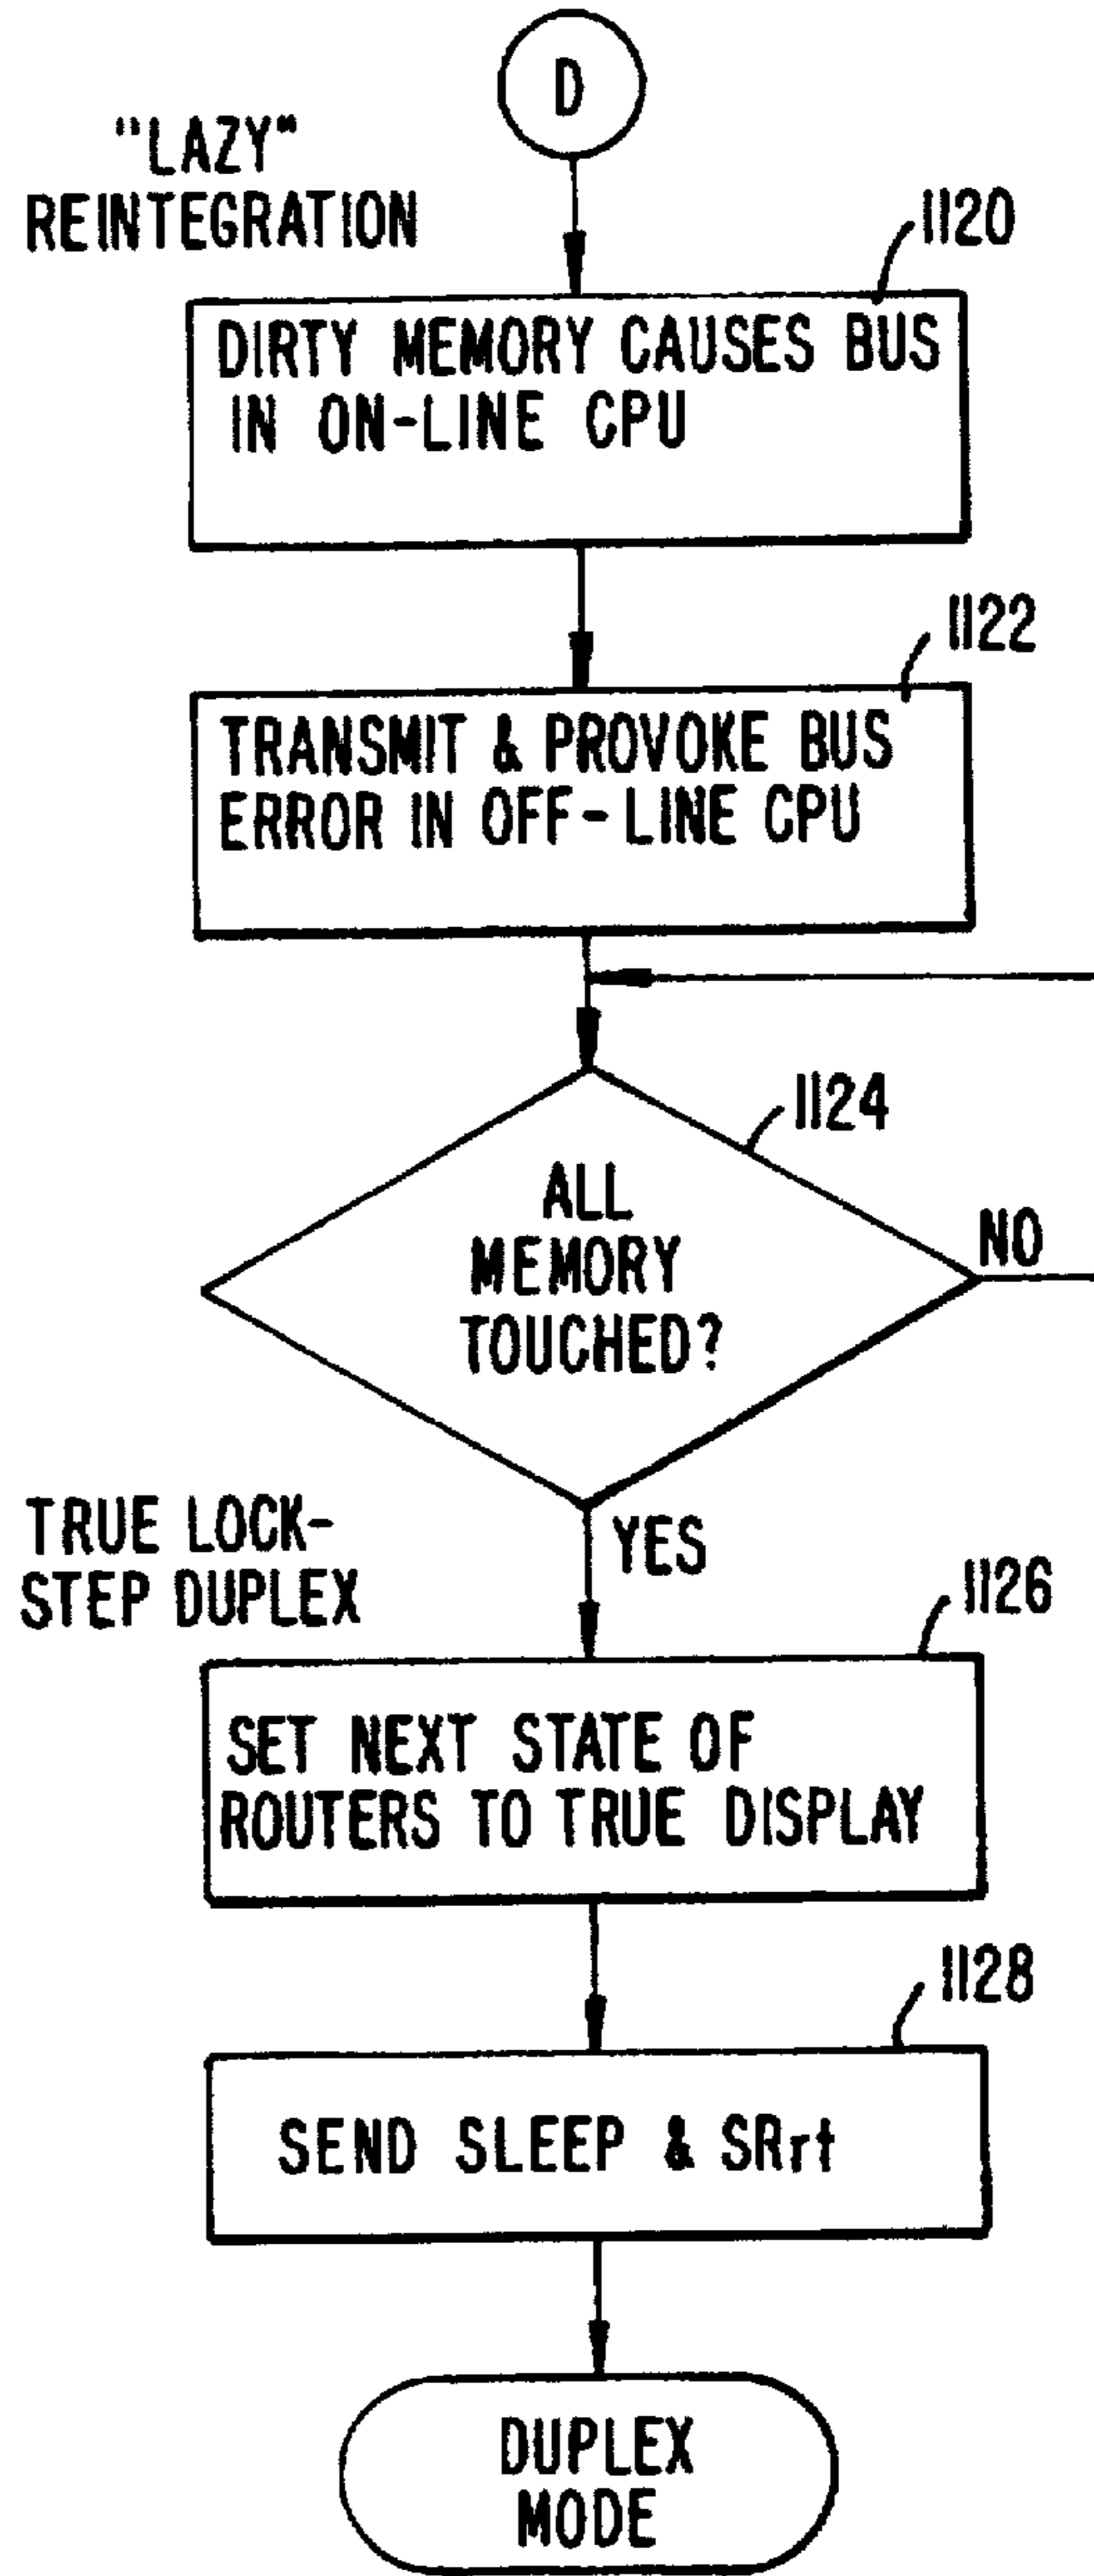 D
"LAZY"
REINTEGRATION
1120
DIRTY MEMORY CAUSES BUS
IN ON-LINE CPU
1122
TRANSMIT & PROVOKE BUS
ERROR IN OFF-LINE CPU
1124
ALL
MEMORY
TOUCHED?
NO
YES
TRUE LOCK-
STEP DUPLEX
1126
SET NEXT STATE OF
ROUTERS TO TRUE DISPLAY
1128
SEND SLEEP & SRrt
DUPLEX
MODE